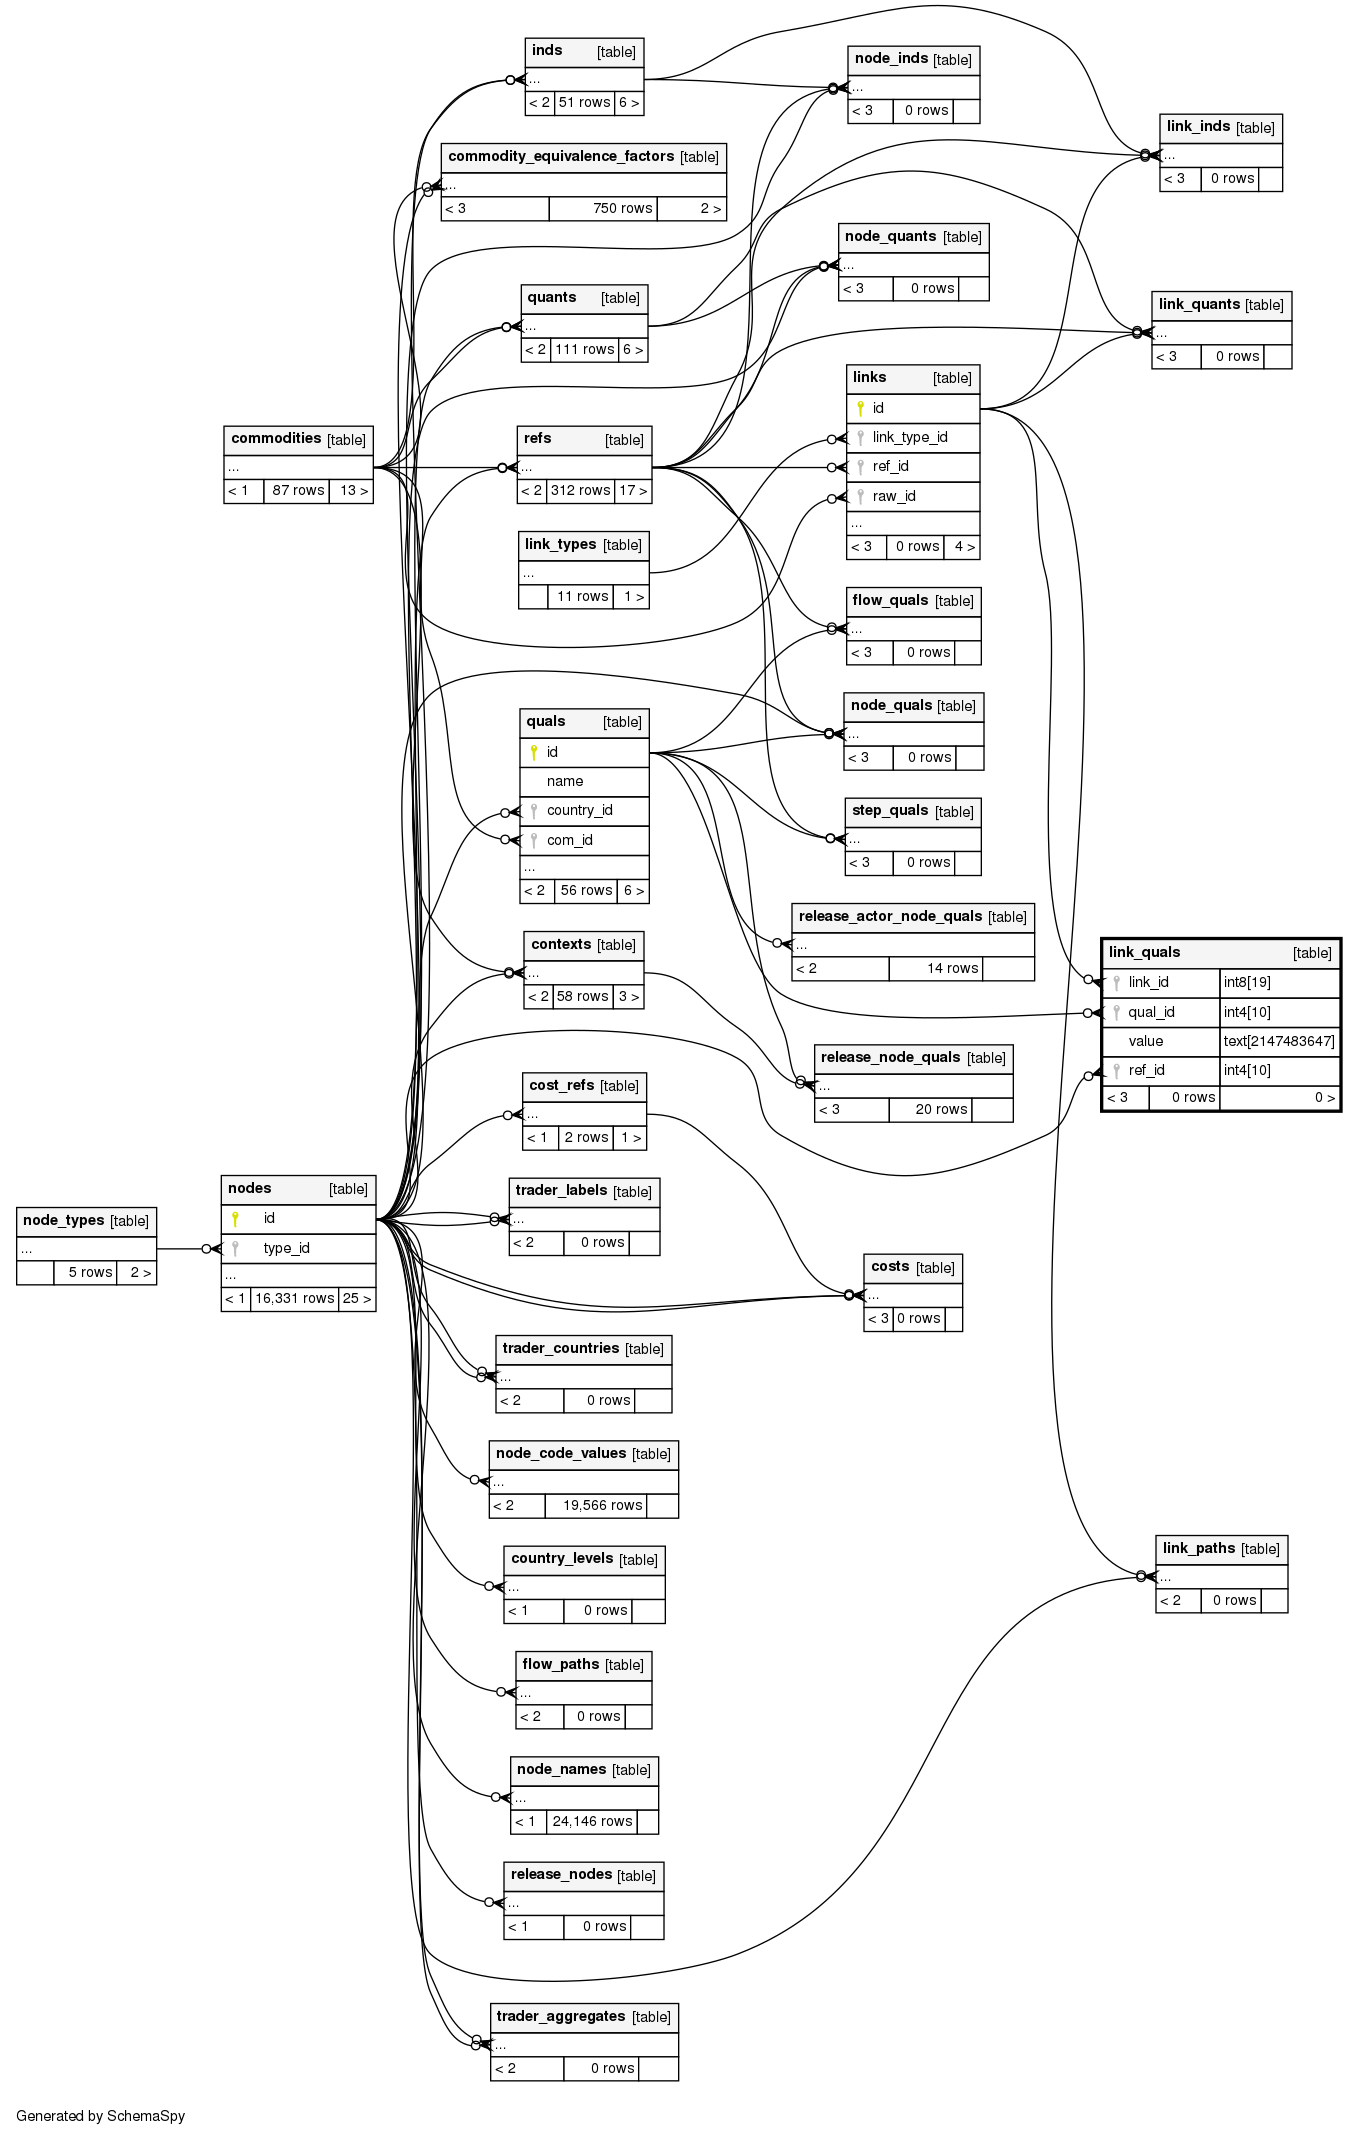 inds [table]
...
< 2 51 rows 6 >
node_inds [table]
...
< 3 0 rows
link_inds [table]
...
< 3 0 rows
commodity_equivalence_factors [table]
...
< 3 750 rows 2 >
node_quants [table]
...
< 3 0 rows
quants [table]
...
< 2 111 rows 6 >
link_quants [table]
...
< 3 0 rows
links [table]
id
link_type_id
ref_id
raw_id
...
< 3 0 rows 4 >
commodities [table]
...
< 1 87 rows 13 >
refs [table]
...
< 2 312 rows 17 >
link_types [table]
...
11 rows 1 >
flow_quals [table]
...
< 3 0 rows
node_quals [table]
...
< 3 0 rows
quals [table]
id
name
country_id
com_id
...
< 2 56 rows 6 >
step_quals [table]
...
< 3 0 rows
release_actor_node_quals [table]
...
< 2 14 rows
contexts [table]
...
< 2 58 rows 3 >
link_quals [table]
link_id int8[19]
qual_id int4[10]
value text[2147483647]
ref_id int4[10]
< 3 0 rows 0 >
release_node_quals [table]
...
< 3 20 rows
cost_refs [table]
...
< 1 2 rows 1 >
nodes [table]
id
type_id
...
< 1 16,331 rows 25 >
node_types [table]
...
5 rows 2 >
trader_labels [table]
...
< 2 0 rows
costs [table]
...
< 3 0 rows
trader_countries [table]
...
< 2 0 rows
node_code_values [table]
...
< 2 19,566 rows
country_levels [table]
...
< 1 0 rows
link_paths [table]
...
< 2 0 rows
flow_paths [table]
...
< 2 0 rows
node_names [table]
...
< 1 24,146 rows
release_nodes [table]
...
< 1 0 rows
trader_aggregates [table]
...
< 2 0 rows
Generated by SchemaSpy